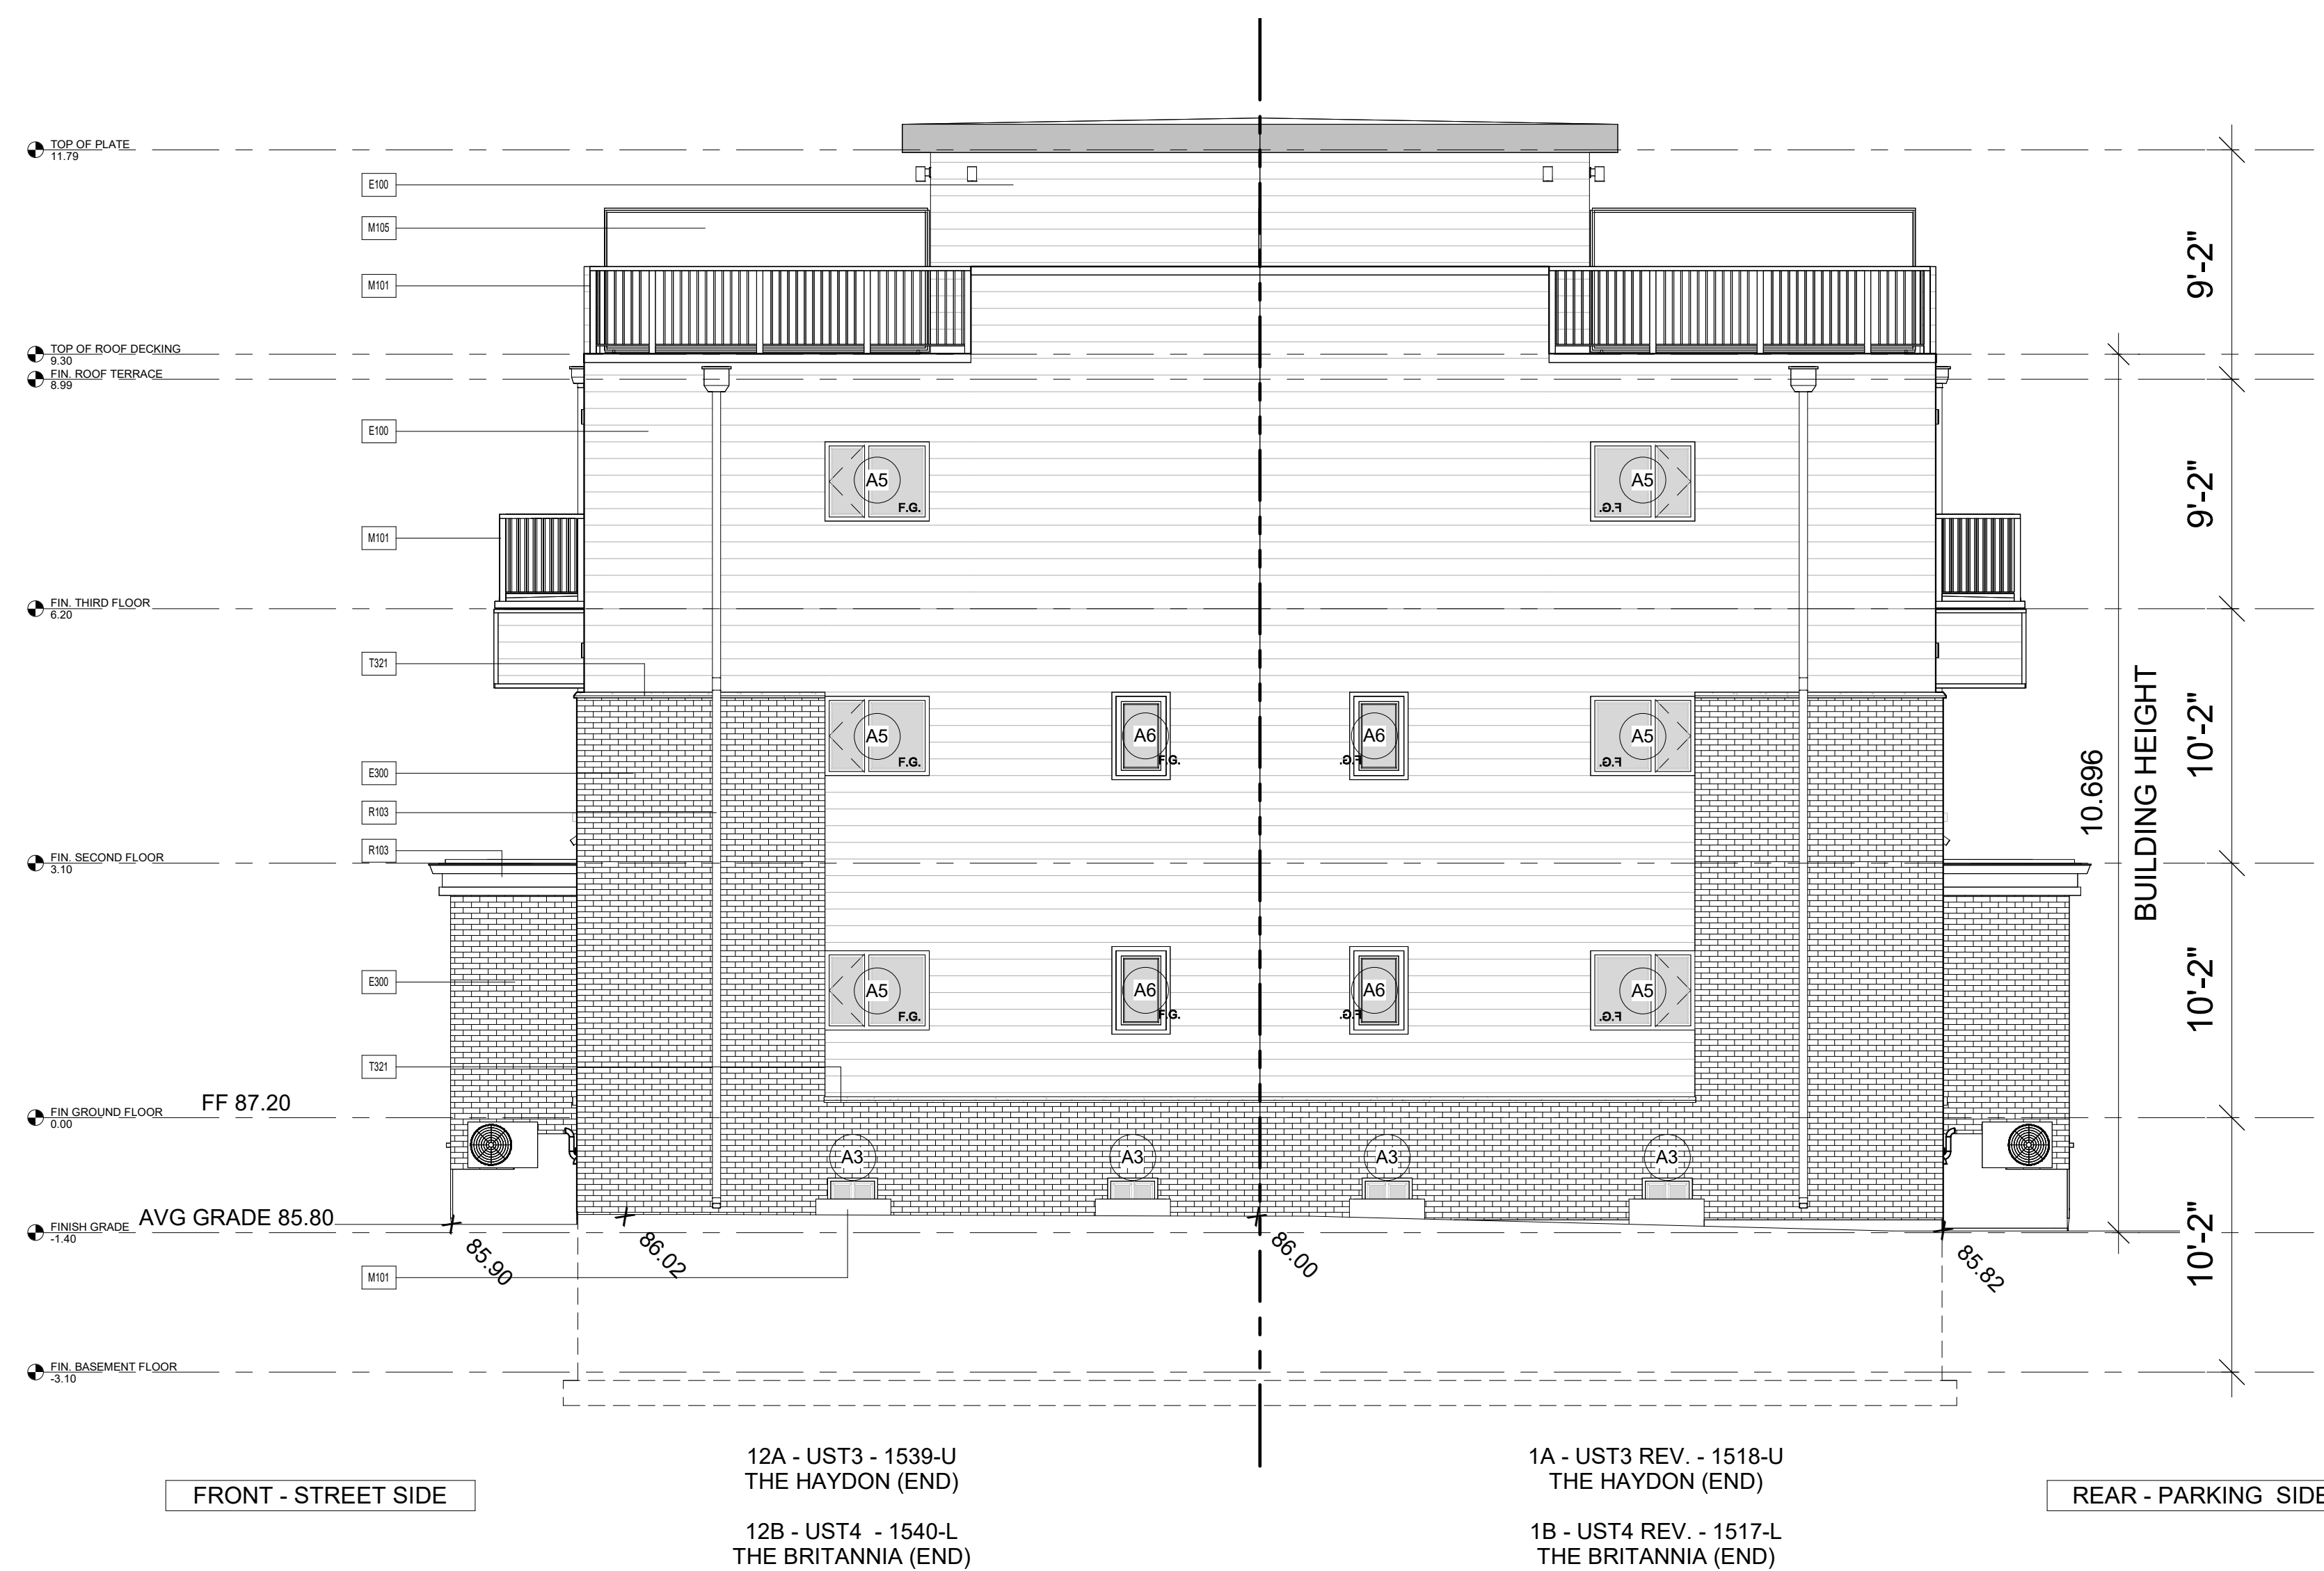 TOP OF PLATE
11.79
E100
M105
M101
9'-2"
TOP OF ROOF DECKING
9.30
FIN. ROOF TERRACE
8.99
E100
A5
F.G.
A5
F.G.
9'-2"
M101
FIN. THIRD FLOOR
6.20
T321
A5
F.G.
A6
F.G.
A6
F.G.
A5
F.G.
10'-2"
10.696
BUILDING HEIGHT
E300
R103
R103
FIN. SECOND FLOOR
3.10
E300
A5
F.G.
A6
F.G.
A6
F.G.
A5
F.G.
10'-2"
T321
FF 87.20
FIN GROUND FLOOR
0.00
A3
A3
A3
A3
AVG GRADE 85.80
FINISH GRADE
-1.40
85.90
86.02
86.00
85.82
10'-2"
M101
FIN. BASEMENT FLOOR
-3.10
12A - UST3 - 1539-U
THE HAYDON (END)
1A - UST3 REV. - 1518-U
THE HAYDON (END)
FRONT - STREET SIDE
REAR - PARKING SIDE
12B - UST4 - 1540-L
THE BRITANNIA (END)
1B - UST4 REV. - 1517-L
THE BRITANNIA (END)